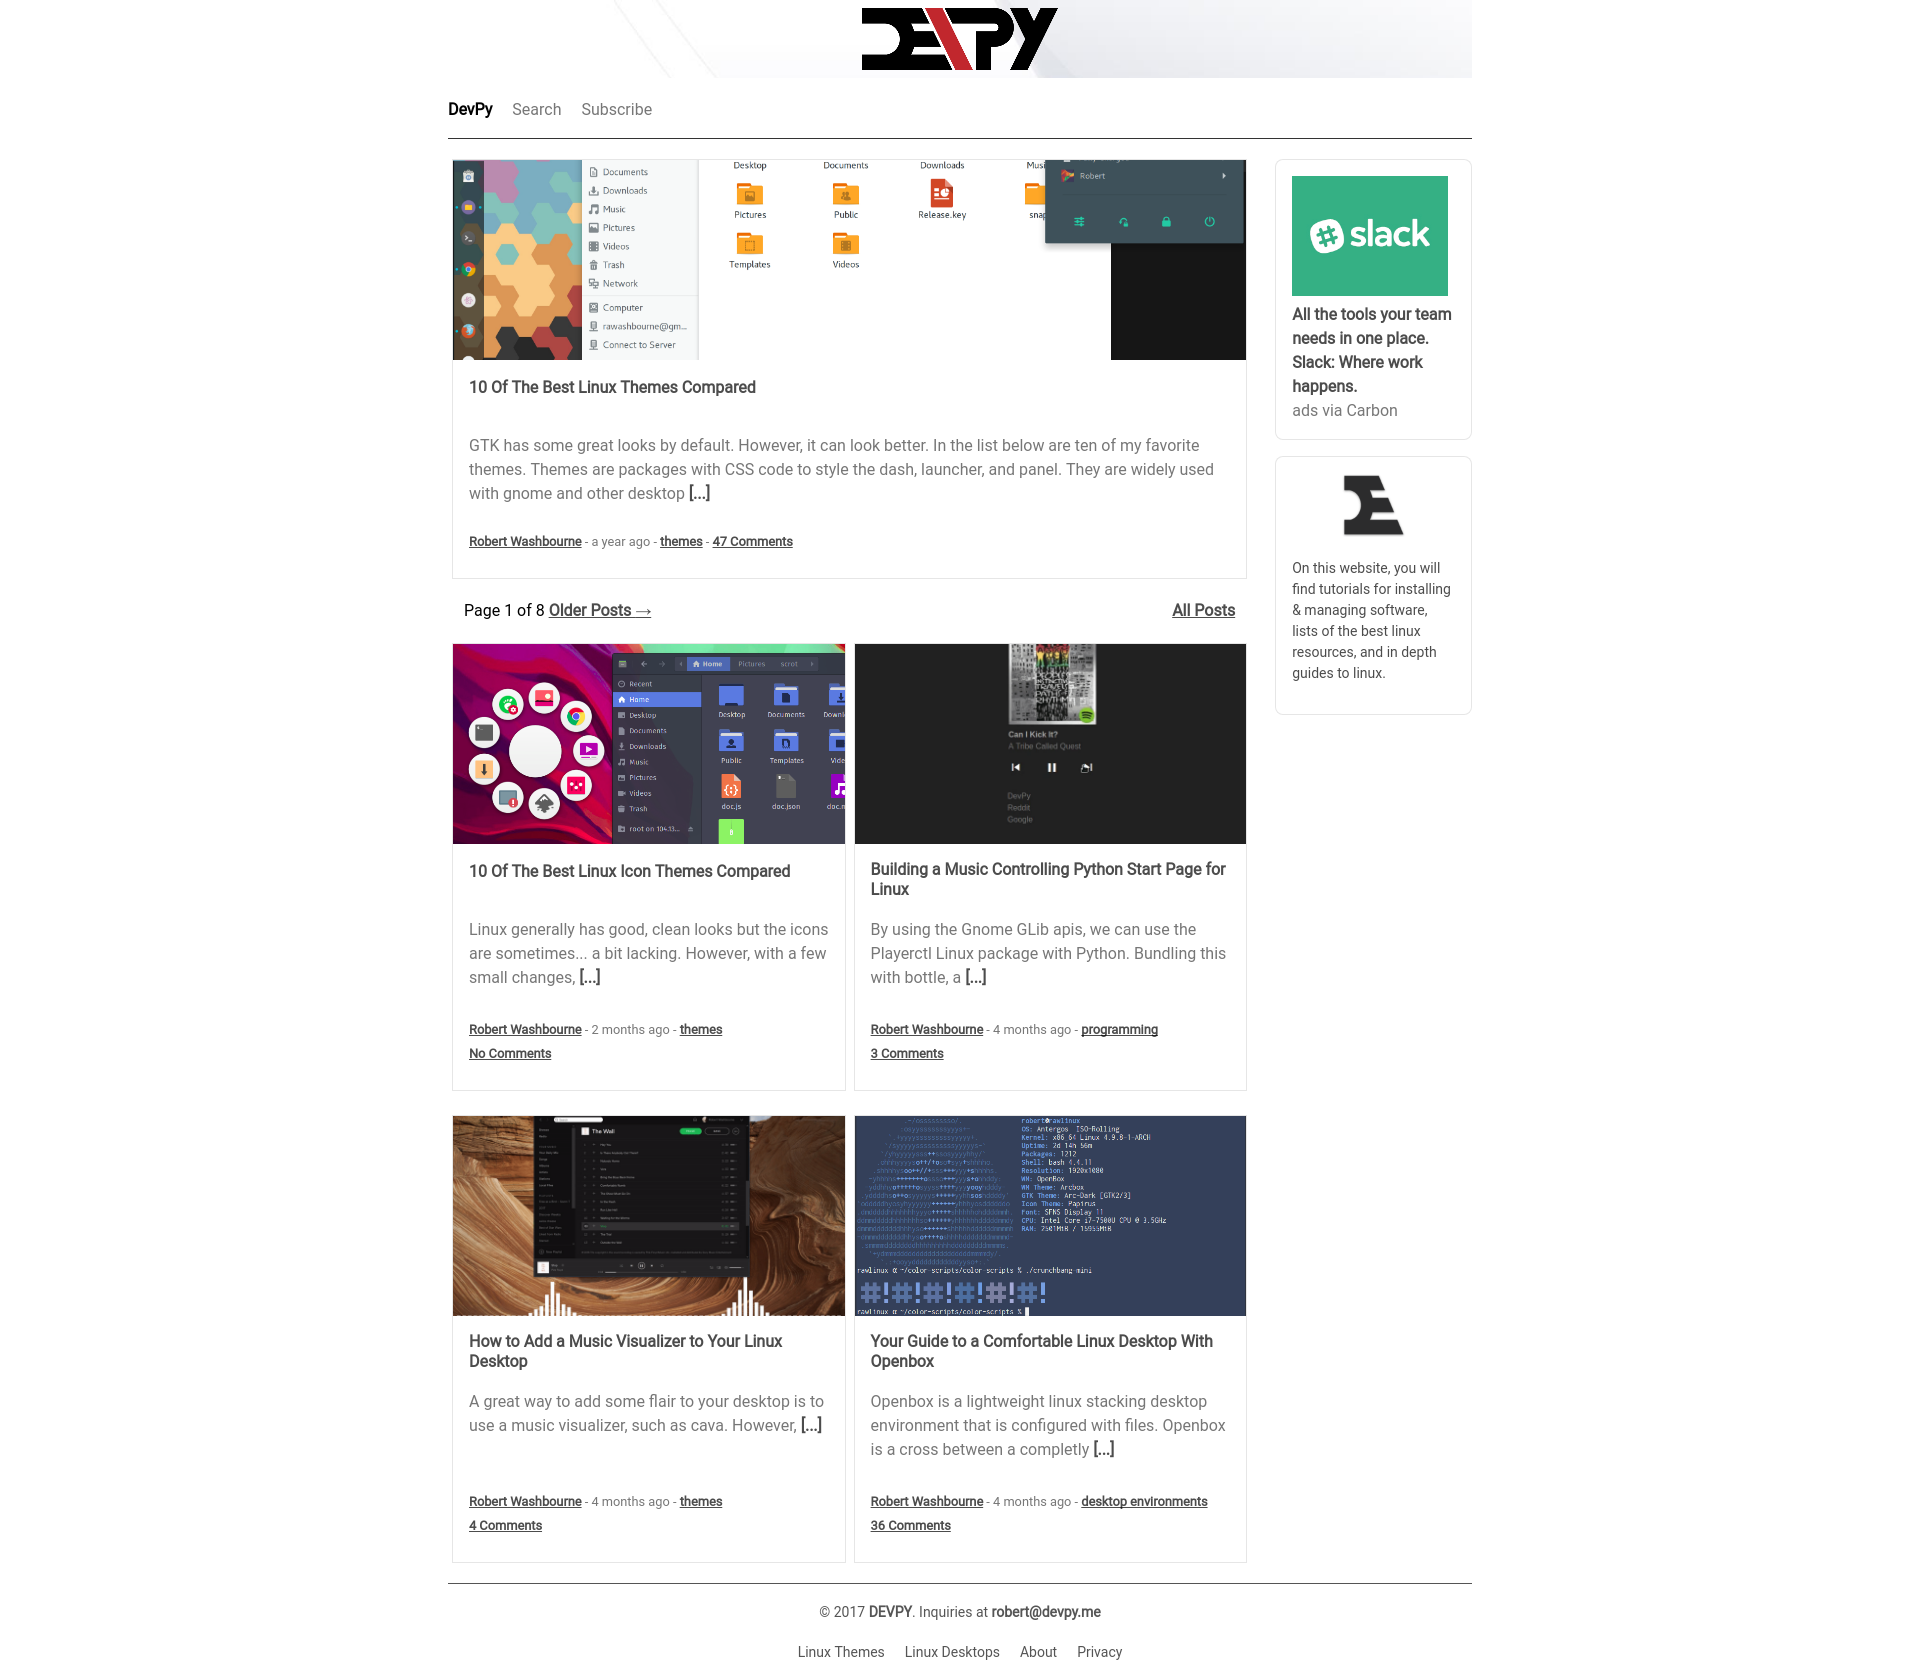 DEVPY
DevPy Search Subscribe
Documents
Downloads
Music
Pictures
Videos
Trash
Network
Computer
rawashbourne@gm...
Connect to Server
Desktop Documents Downloads
Pictures Public Release.key snap
Templates Videos
Robert
10 Of The Best Linux Themes Compared
GTK has some great looks by default. However, it can look better. In the list below are ten of my favorite
themes. Themes are packages with CSS code to style the dash, launcher, and panel. They are widely used
with gnome and other desktop [...]
Robert Washbourne - a year ago - themes - 47 Comments
slack
All the tools your team
needs in one place.
Slack: Where work
happens.
ads via Carbon
DE
On this website, you will
find tutorials for installing
& managing software,
lists of the best linux
resources, and in depth
guides to linux.
Page 1 of 8 Older Posts →
All Posts
Home Pictures scrot
Recent
Home
Desktop
Documents
Downloads
Music
Pictures
Videos
Trash
root on 104.13...
Desktop Documents
Public Templates
doc.js doc.json
10 Of The Best Linux Icon Themes Compared
Linux generally has good, clean looks but the icons
are sometimes... a bit lacking. However, with a few
small changes, [...]
Robert Washbourne - 2 months ago - themes
No Comments
Can I Kick It?
A Tribe Called Quest
DevPy
Reddit
Google
Building a Music Controlling Python Start Page for
Linux
By using the Gnome GLib apis, we can use the
Playerctl Linux package with Python. Bundling this
with bottle, a [...]
Robert Washbourne - 4 months ago - programming
3 Comments
The Wall
How to Add a Music Visualizer to Your Linux
Desktop
A great way to add some flair to your desktop is to
use a music visualizer, such as cava. However, [...]
Robert Washbourne - 4 months ago - themes
4 Comments
robert@rawlinux
OS: Antergos ISO-Rolling
Kernel: x86_64 Linux 4.9.8-1-ARCH
Uptime: 2d 14h 56m
Packages: 1212
Shell: bash 4.4.11
Resolution: 1920x1080
WM: OpenBox
WM Theme: Arcbox
GTK Theme: Arc-Dark [GTK2/3]
Icon Theme: Papirus
Font: SFNS Display 11
CPU: Intel Core i7-7500U CPU @ 3.5GHz
RAM: 2501MiB / 15955MiB
rawlinux α ~/color-scripts/color-scripts % ./crunchbang-mini
#!#!#!#!#!#!
rawlinux α ~/color-scripts/color-scripts %
Your Guide to a Comfortable Linux Desktop With
Openbox
Openbox is a lightweight linux stacking desktop
environment that is configured with files. Openbox
is a cross between a completly [...]
Robert Washbourne - 4 months ago - desktop environments
36 Comments
© 2017 DEVPY. Inquiries at robert@devpy.me
Linux Themes Linux Desktops About Privacy